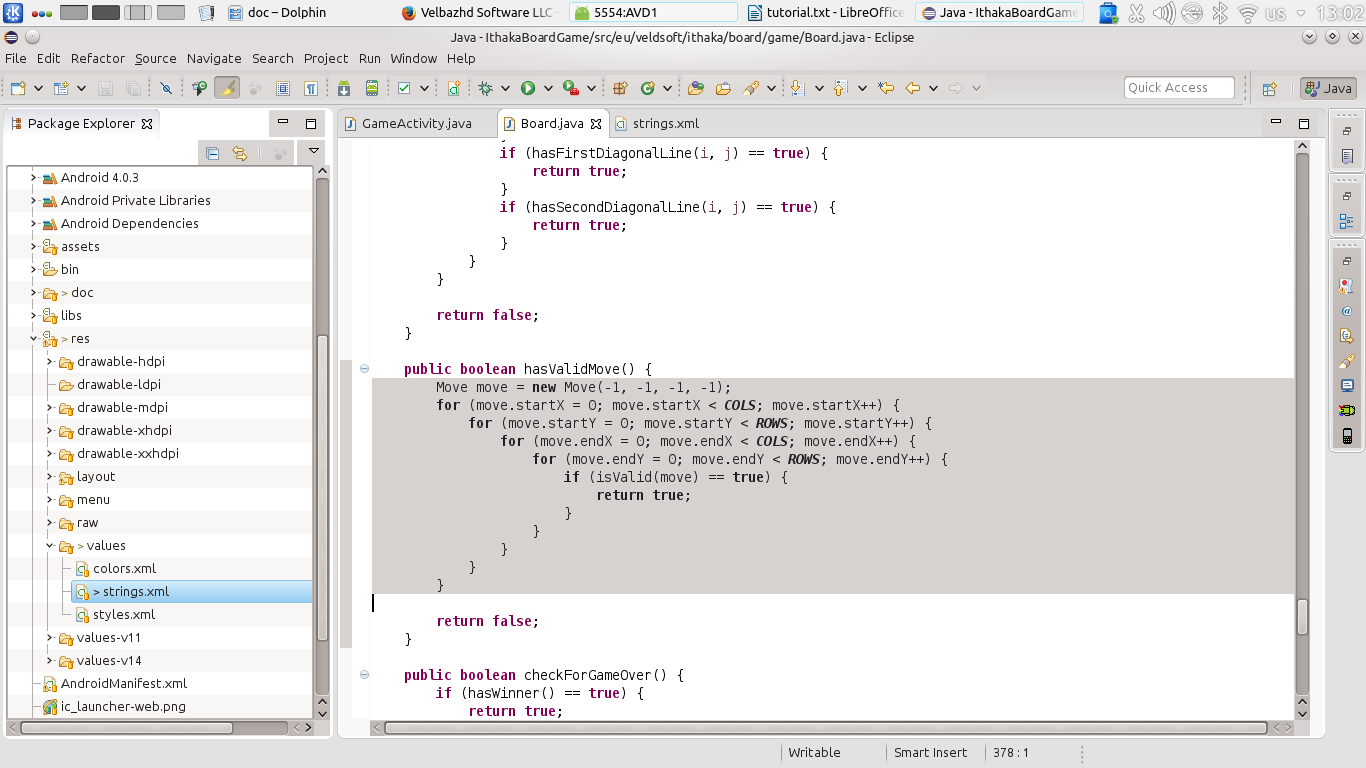 doc – Dolphin
Velbazhd Software LLC
5554:AVD1
tutorial.txt - LibreOffice
Java - IthakaBoardGame
us
13:02
Java - IthakaBoardGame/src/eu/veldsoft/ithaka/board/game/Board.java - Eclipse
File Edit Refactor Source Navigate Search Project Run Window Help
Quick Access
Java
Package Explorer
GameActivity.java
Board.java
strings.xml
Android 4.0.3
Android Private Libraries
Android Dependencies
assets
bin
> doc
libs
> res
drawable-hdpi
drawable-ldpi
drawable-mdpi
drawable-xhdpi
drawable-xxhdpi
layout
menu
raw
> values
colors.xml
> strings.xml
styles.xml
values-v11
values-v14
AndroidManifest.xml
ic_launcher-web.png
}
if (hasFirstDiagonalLine(i, j) == true) {
return true;
}
if (hasSecondDiagonalLine(i, j) == true) {
return true;
}
}
}
return false;
}
public boolean hasValidMove() {
Move move = new Move(-1, -1, -1, -1);
for (move.startX = 0; move.startX < COLS; move.startX++) {
for (move.startY = 0; move.startY < ROWS; move.startY++) {
for (move.endX = 0; move.endX < COLS; move.endX++) {
for (move.endY = 0; move.endY < ROWS; move.endY++) {
if (isValid(move) == true) {
return true;
}
}
}
}
}
return false;
}
public boolean checkForGameOver() {
if (hasWinner() == true) {
return true;
Writable
Smart Insert
378 : 1